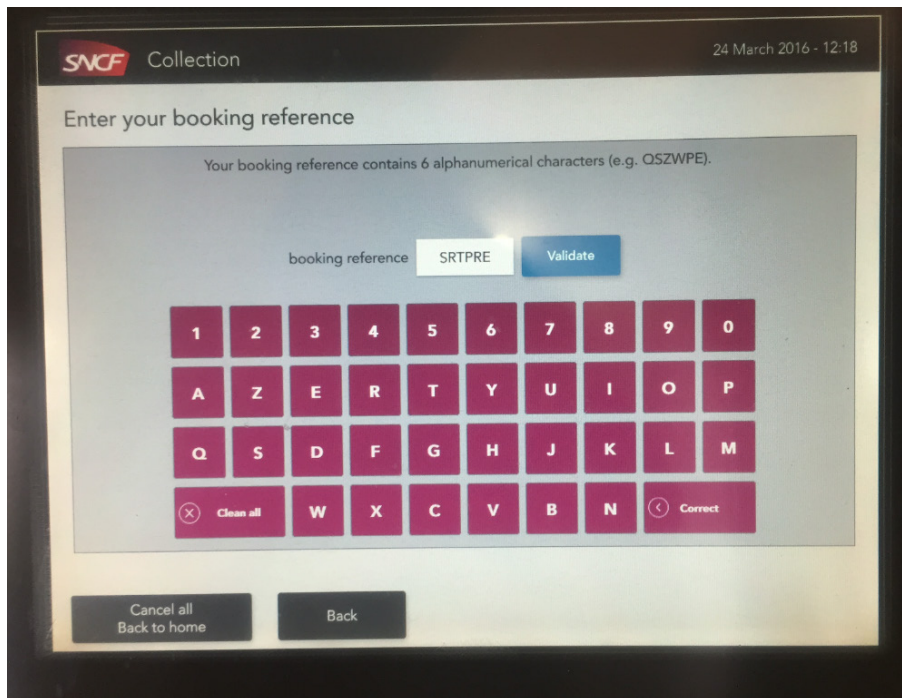 SNCF Collection 24 March 2016 - 12:18
Enter your booking reference
Your booking reference contains 6 alphanumerical characters (e.g. QSZWPE).
booking reference SRTPRE Validate
1 2 3 4 5 6 7 8 9 0
A Z E R T Y U I O P
Q S D F G H J K L M
Clean all W X C V B N Correct
Cancel all
Back to home
Back